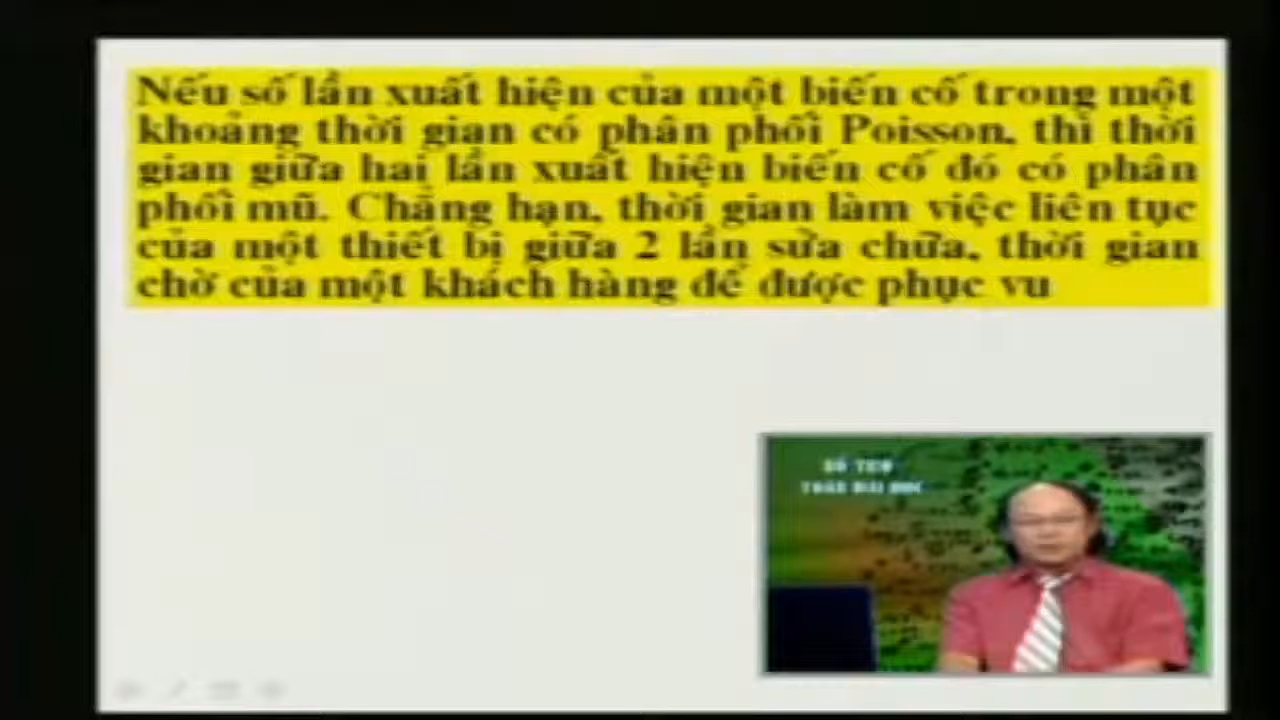 Nếu số lần xuất hiện của một biến cố trong một
khoảng thời gian có phân phối Poisson, thì thời
gian giữa hai lần xuất hiện biến cố đó có phân
phối mũ. Chẳng hạn, thời gian làm việc liên tục
của một thiết bị giữa 2 lần sửa chữa, thời gian
chờ của một khách hàng để được phục vu